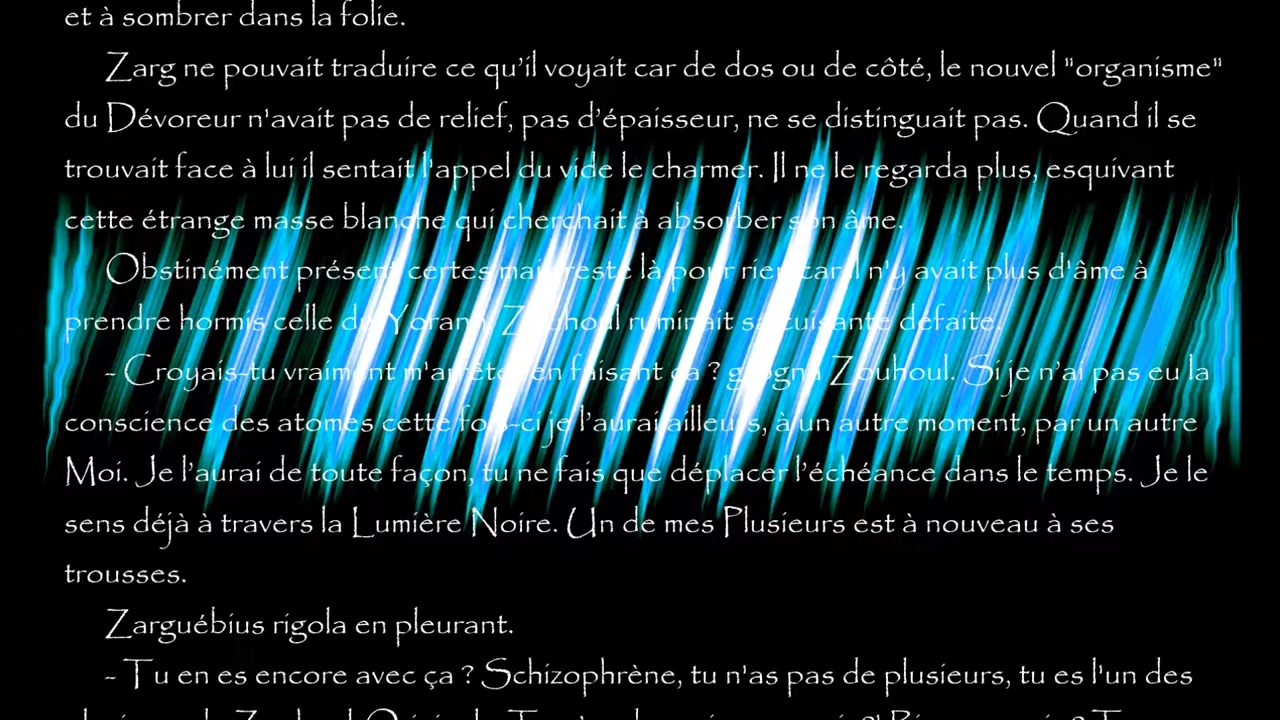 et à sombrer dans la folie.
Zarg ne pouvait traduire ce qu'il voyait car de dos ou de côté, le nouvel "organisme"
du Dévoreur n'avait pas de relief, pas d'épaisseur, ne se distinguait pas. Quand il se
trouvait face à lui il sentait l'appel du vide le charmer. Il ne le regarda plus, esquivant
cette étrange masse blanche qui cherchait à absorber son âme.
Obstinément présent certes mais resté là pour rien car il n'y avait plus d'âme à
prendre hormis celle du Yorann Zouhoul ruminait sa cuisante défaite.
- Croyais-tu vraiment m'arrêter en faisant ça ? grogna Zouhoul. Si je n'ai pas eu la
conscience des atomes cette fois-ci je l'aurai ailleurs, à un autre moment, par un autre
Moi. Je l'aurai de toute façon, tu ne fais que déplacer l'échéance dans le temps. Je le
sens déjà à travers la Lumière Noire. Un de mes Plusieurs est à nouveau à ses
trousses.
Zarguébius rigola en pleurant.
- Tu en es encore avec ça ? Schizophrène, tu n'as pas de plusieurs, tu es l'un des